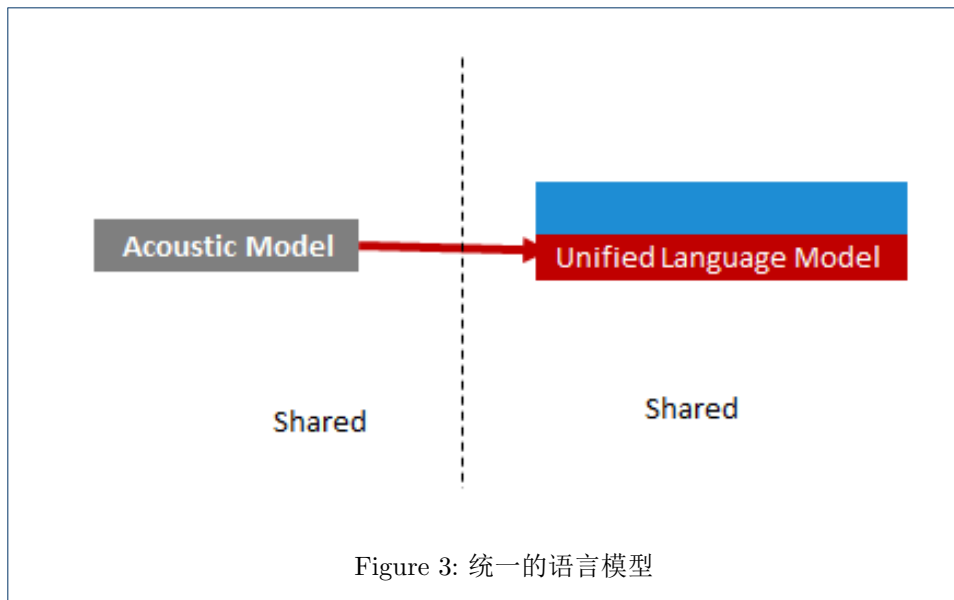 Acoustic Model
Unified Language Model
Shared
Shared
Figure 3: 统一的语言模型